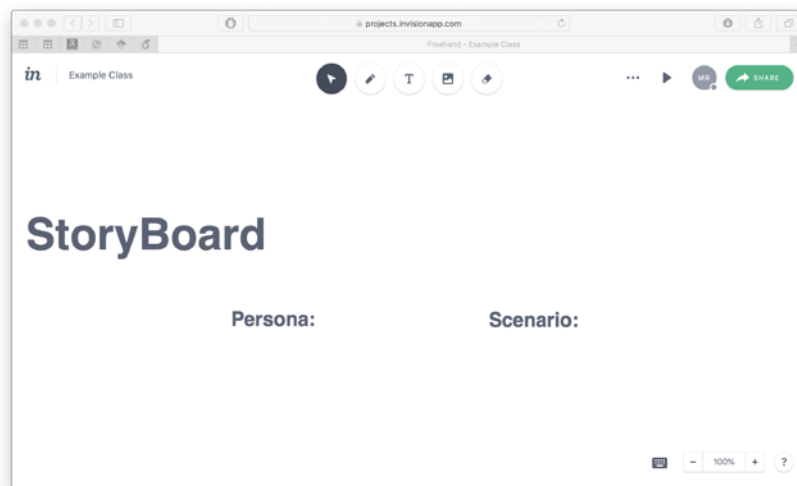 projects.invisionapp.com
Freehand – Example Class
in
Example Class
T
...
MR
SHARE
StoryBoard
Persona:
Scenario:
− 100% + ?